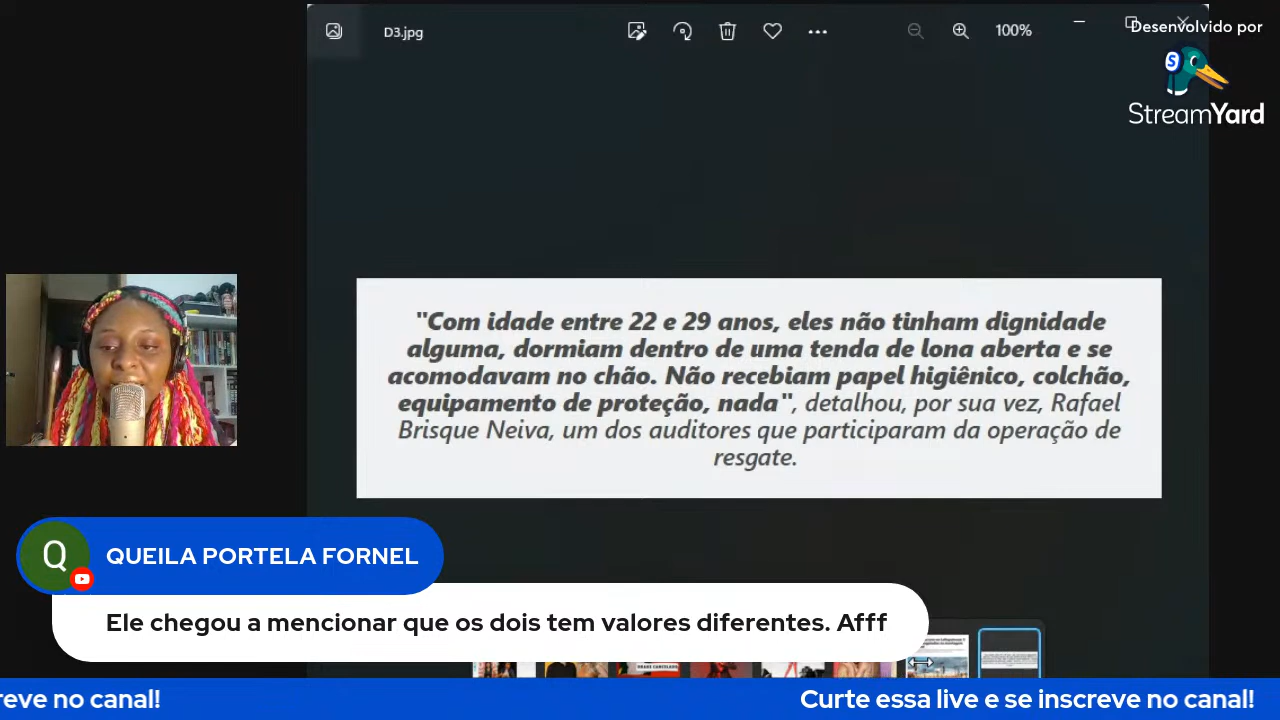 D3.jpg
100%
Desenvolvido por
S
StreamYard
"Com idade entre 22 e 29 anos, eles não tinham dignidade
alguma, dormiam dentro de uma tenda de lona aberta e se
acomodavam no chão. Não recebiam papel higiênico, colchão,
equipamento de proteção, nada", detalhou, por sua vez, Rafael
Brisque Neiva, um dos auditores que participaram da operação de
resgate.
Q
QUEILA PORTELA FORNEL
Ele chegou a mencionar que os dois tem valores diferentes. Afff
reve no canal!
Curte essa live e se inscreve no canal!